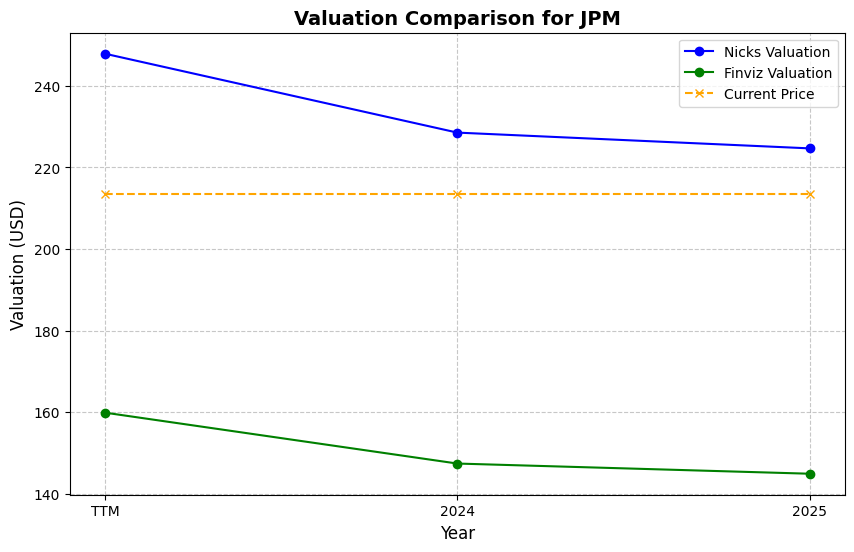 Valuation Comparison for JPM
Nicks Valuation
Finviz Valuation
Current Price
Valuation (USD)
240
220
200
180
160
140
TTM
2024
2025
Year